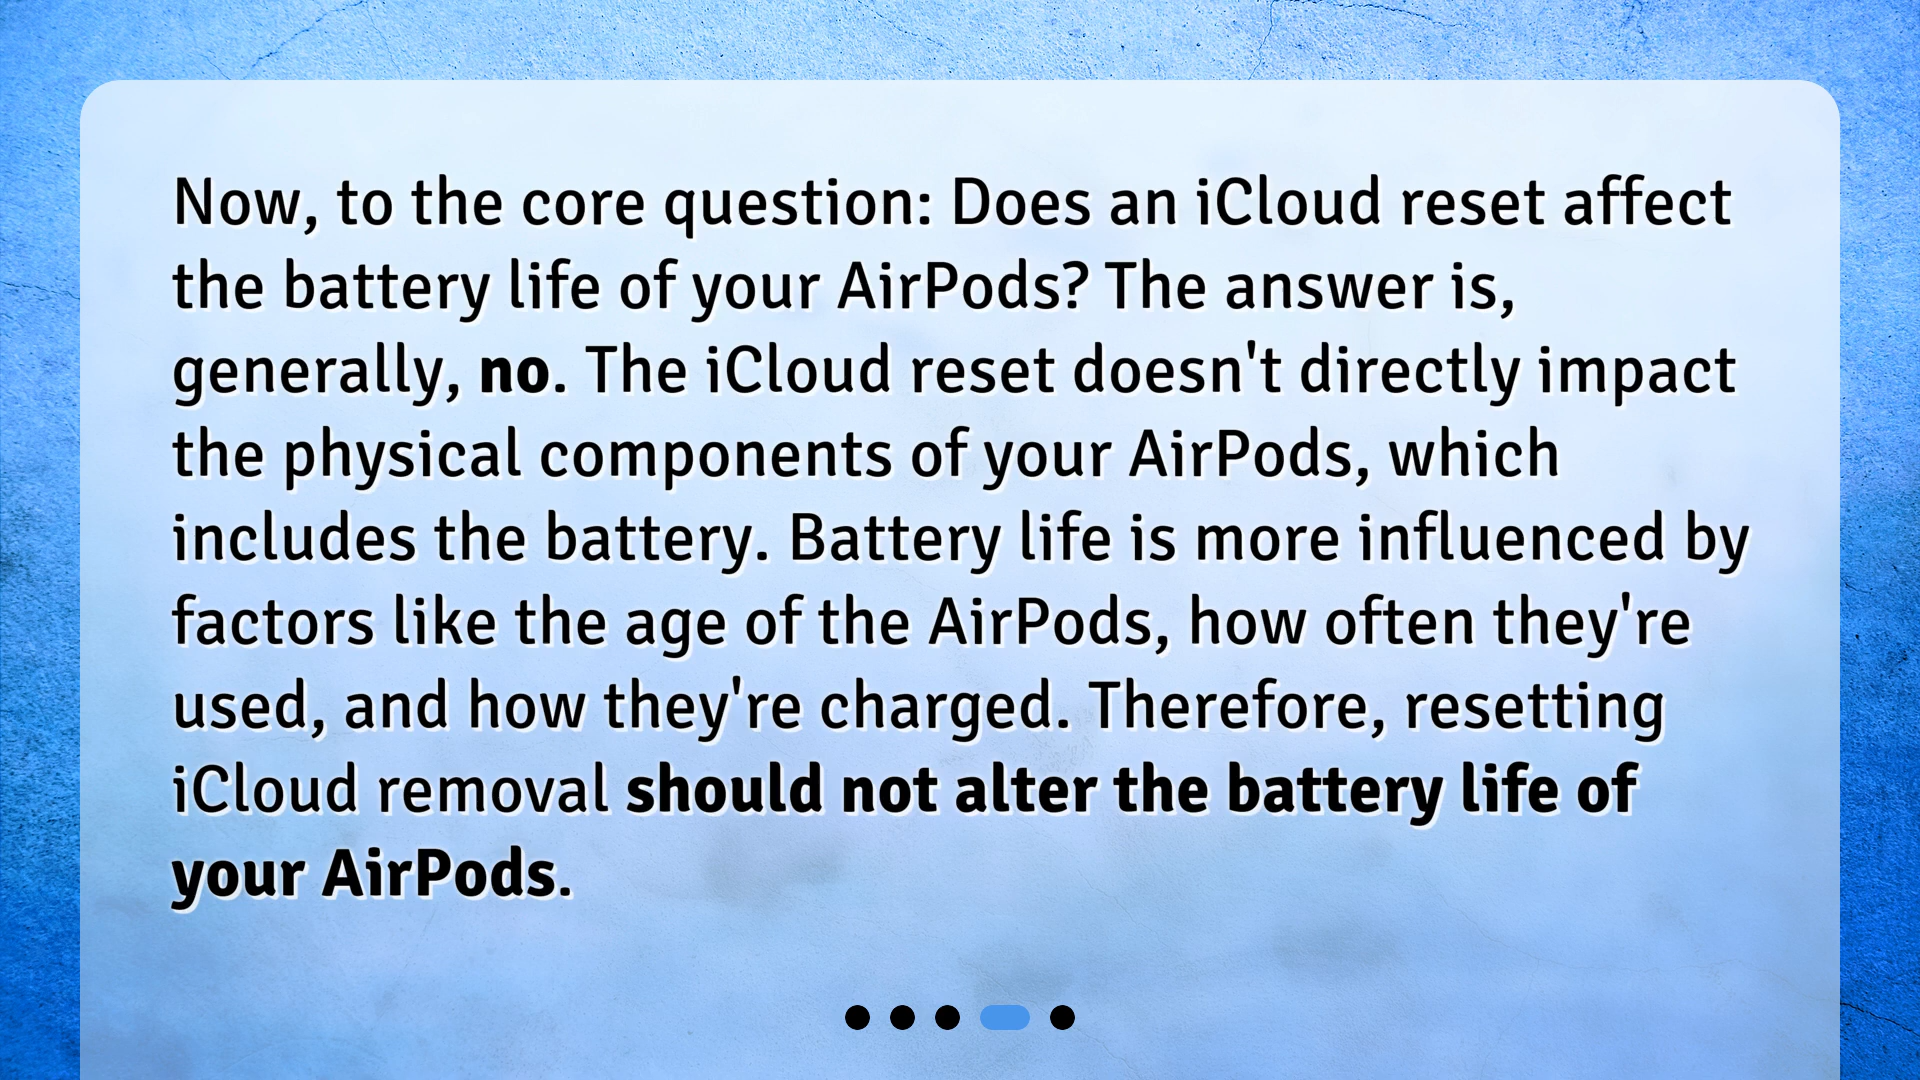 Now, to the core question: Does an iCloud reset affect
the battery life of your AirPods? The answer is,
generally, no. The iCloud reset doesn't directly impact
the physical components of your AirPods, which
includes the battery. Battery life is more influenced by
factors like the age of the AirPods, how often they're
used, and how they're charged. Therefore, resetting
iCloud removal should not alter the battery life of
your AirPods.